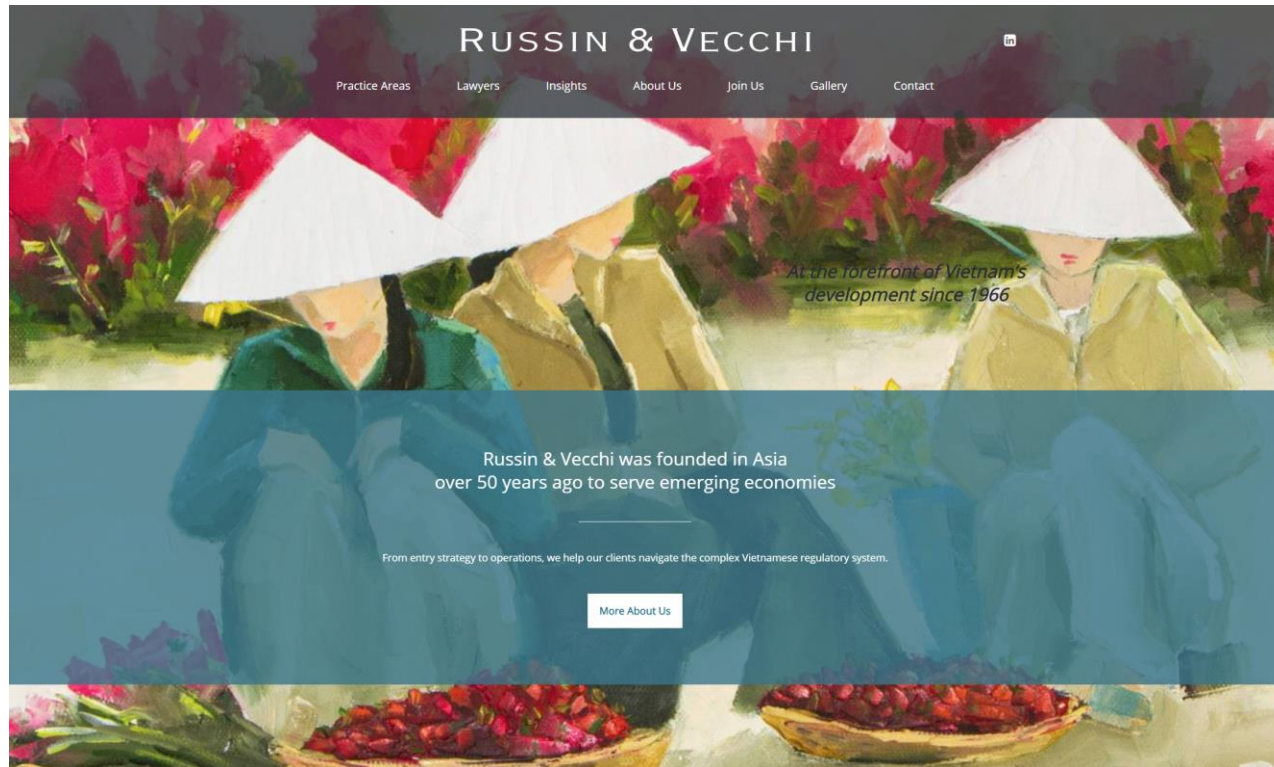 RUSSIN & VECCHI
in
Practice Areas Lawyers Insights About Us Join Us Gallery Contact
At the forefront of Vietnam's
development since 1966
Russin & Vecchi was founded in Asia
over 50 years ago to serve emerging economies
From entry strategy to operations, we help our clients navigate the complex Vietnamese regulatory system.
More About Us